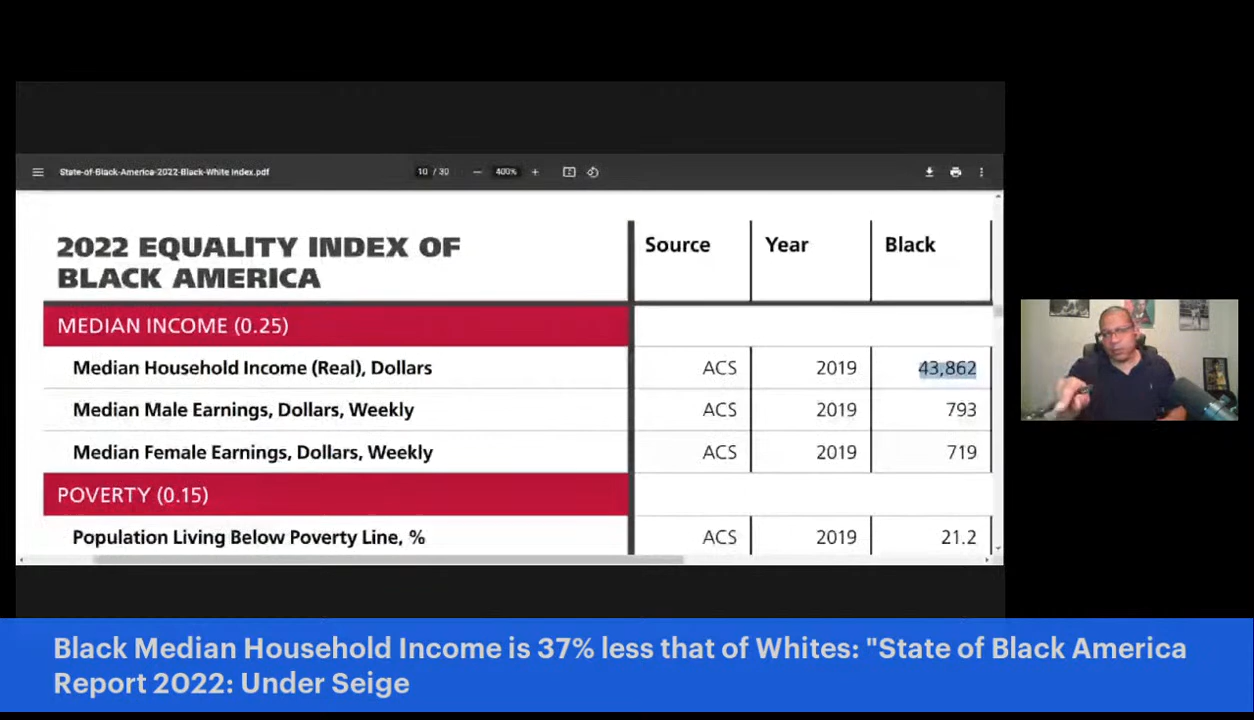 State-of-Black-America-2022-Black-White Index.pdf 10 / 30 400%
2022 EQUALITY INDEX OF
BLACK AMERICA
Source Year Black
MEDIAN INCOME (0.25)
Median Household Income (Real), Dollars ACS 2019 43,862
Median Male Earnings, Dollars, Weekly ACS 2019 793
Median Female Earnings, Dollars, Weekly ACS 2019 719
POVERTY (0.15)
Population Living Below Poverty Line, % ACS 2019 21.2
Black Median Household Income is 37% less that of Whites: "State of Black America
Report 2022: Under Seige